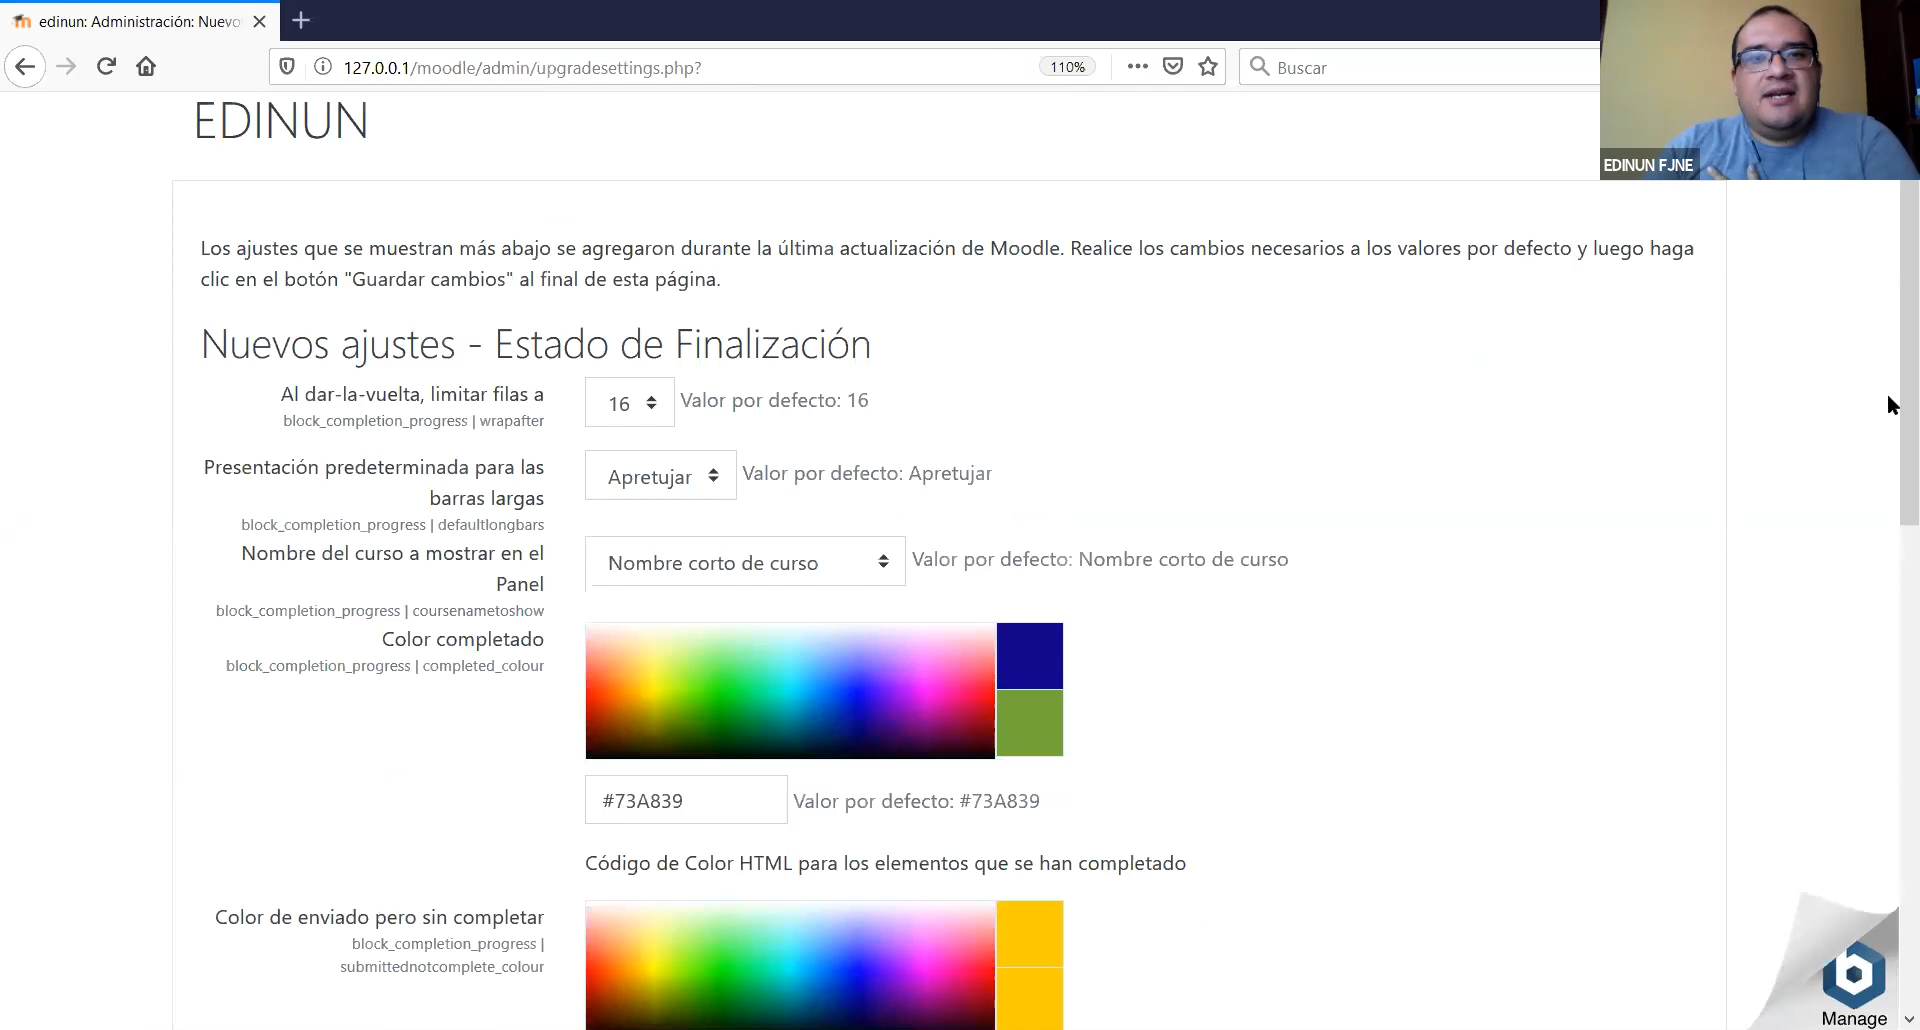 edinun: Administración: Nuevo
127.0.0.1/moodle/admin/upgradesettings.php?
110%
Buscar
EDINUN FJNE
EDINUN
Los ajustes que se muestran más abajo se agregaron durante la última actualización de Moodle. Realice los cambios necesarios a los valores por defecto y luego haga
clic en el botón "Guardar cambios" al final de esta página.
Nuevos ajustes - Estado de Finalización
Al dar-la-vuelta, limitar filas a
block_completion_progress | wrapafter
16
Valor por defecto: 16
Presentación predeterminada para las
barras largas
block_completion_progress | defaultlongbars
Apretujar
Valor por defecto: Apretujar
Nombre del curso a mostrar en el
Panel
block_completion_progress | coursenametoshow
Nombre corto de curso
Valor por defecto: Nombre corto de curso
Color completado
block_completion_progress | completed_colour
#73A839
Valor por defecto: #73A839
Código de Color HTML para los elementos que se han completado
Color de enviado pero sin completar
block_completion_progress |
submittednotcomplete_colour
Manage